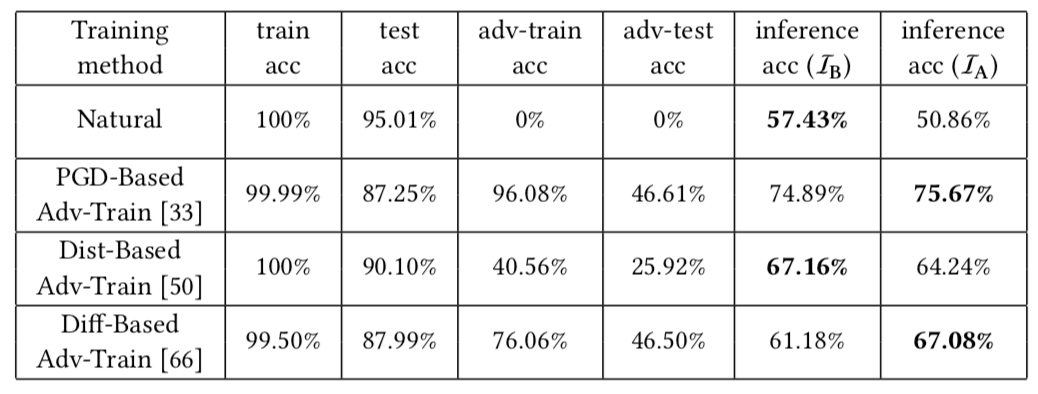 Training method | train acc | test acc | adv-train acc | adv-test acc | inference acc (𝓘B) | inference acc (𝓘A)
Natural | 100% | 95.01% | 0% | 0% | 57.43% | 50.86%
PGD-Based Adv-Train [33] | 99.99% | 87.25% | 96.08% | 46.61% | 74.89% | 75.67%
Dist-Based Adv-Train [50] | 100% | 90.10% | 40.56% | 25.92% | 67.16% | 64.24%
Diff-Based Adv-Train [66] | 99.50% | 87.99% | 76.06% | 46.50% | 61.18% | 67.08%